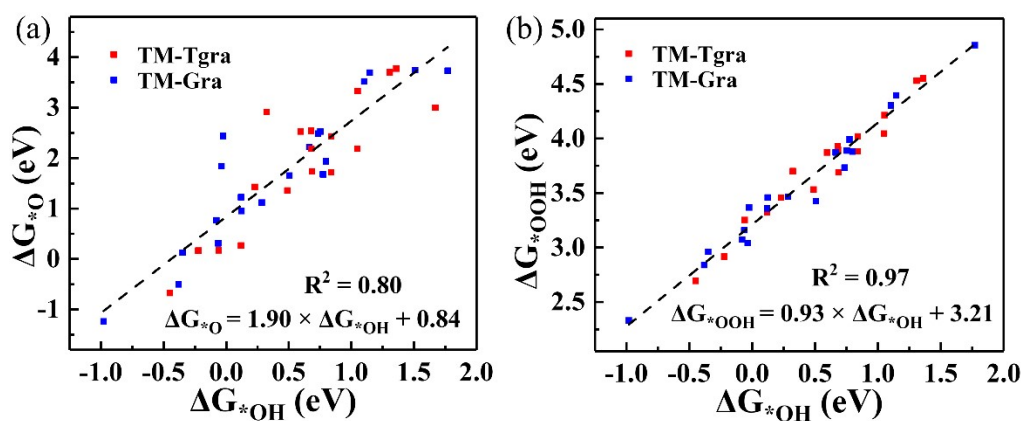 (a)
TM-Tgra
TM-Gra
4
3
2
1
0
-1
ΔG*O (eV)
R² = 0.80
ΔG*O = 1.90 × ΔG*OH + 0.84
-1.0 -0.5 0.0 0.5 1.0 1.5 2.0
ΔG*OH (eV)
(b)
TM-Tgra
TM-Gra
5.0
4.5
4.0
3.5
3.0
2.5
ΔG*OOH (eV)
R² = 0.97
ΔG*OOH = 0.93 × ΔG*OH + 3.21
-1.0 -0.5 0.0 0.5 1.0 1.5 2.0
ΔG*OH (eV)